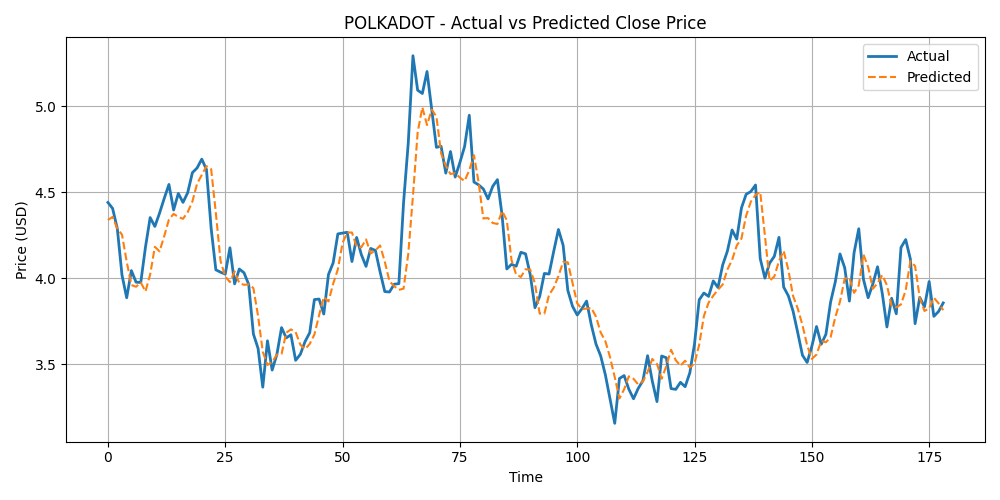 POLKADOT - Actual vs Predicted Close Price
Actual
Predicted
Price (USD)
5.0
4.5
4.0
3.5
0 25 50 75 100 125 150 175
Time